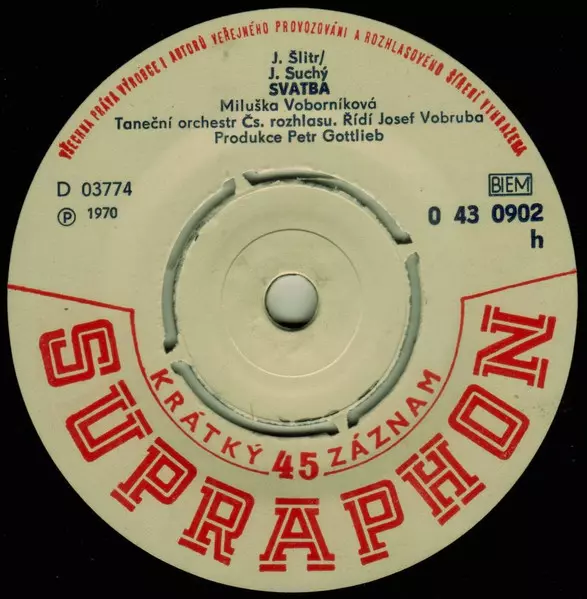 VŠECHNA PRÁVA VÝROBCE I AUTORŮ VEŘEJNÉHO PROVOZOVÁNÍ A ROZHLASOVÉHO ŠÍŘENÍ VYHRAŽENA
J. Šlitr/
J. Suchý
SVATBA
Miluška Voborníková
Taneční orchestr Čs. rozhlasu. Řídí Josef Vobruba
Produkce Petr Gottlieb
D 03774
BIEM
Ⓟ 1970
0 43 0902
h
KRÁTKÝ 45 ZÁZNAM
SUPRAPHON